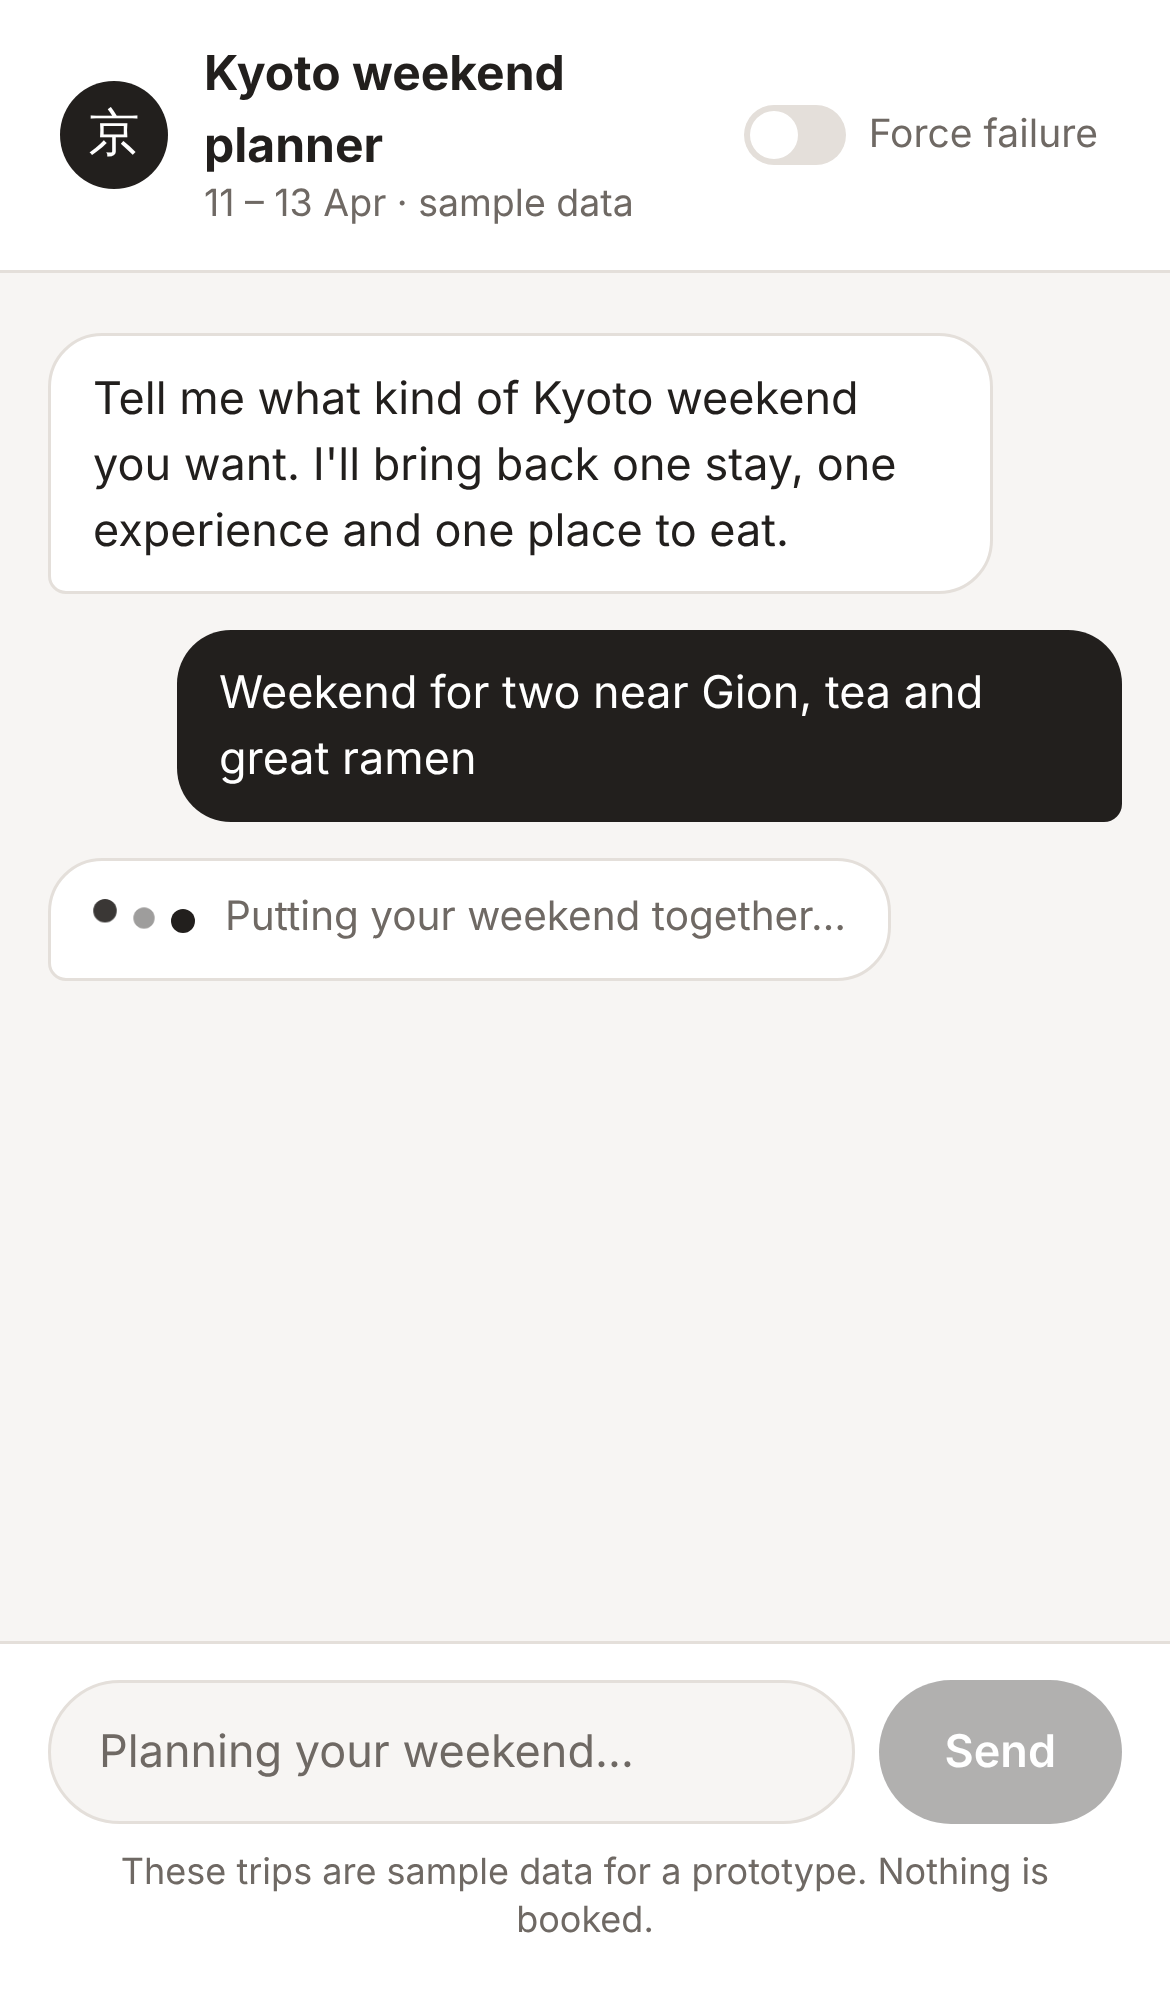 京
Kyoto weekend
planner
11 – 13 Apr · sample data
Force failure
Tell me what kind of Kyoto weekend
you want. I'll bring back one stay, one
experience and one place to eat.
Weekend for two near Gion, tea and
great ramen
Putting your weekend together...
Planning your weekend...
Send
These trips are sample data for a prototype. Nothing is
booked.